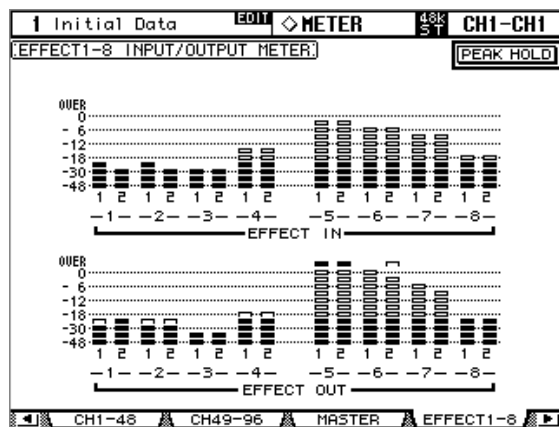 1 Initial Data EDIT ◇METER 48K ST CH1-CH1
EFFECT1-8 INPUT/OUTPUT METER
PEAK HOLD
OVER
0
- 6
-12
-18
-30
-48
1 2 1 2 1 2 1 2 1 2 1 2 1 2 1 2
-1- -2- -3- -4- -5- -6- -7- -8-
EFFECT IN
OVER
0
- 6
-12
-18
-30
-48
1 2 1 2 1 2 1 2 1 2 1 2 1 2 1 2
-1- -2- -3- -4- -5- -6- -7- -8-
EFFECT OUT
CH1-48 CH49-96 MASTER EFFECT1-8